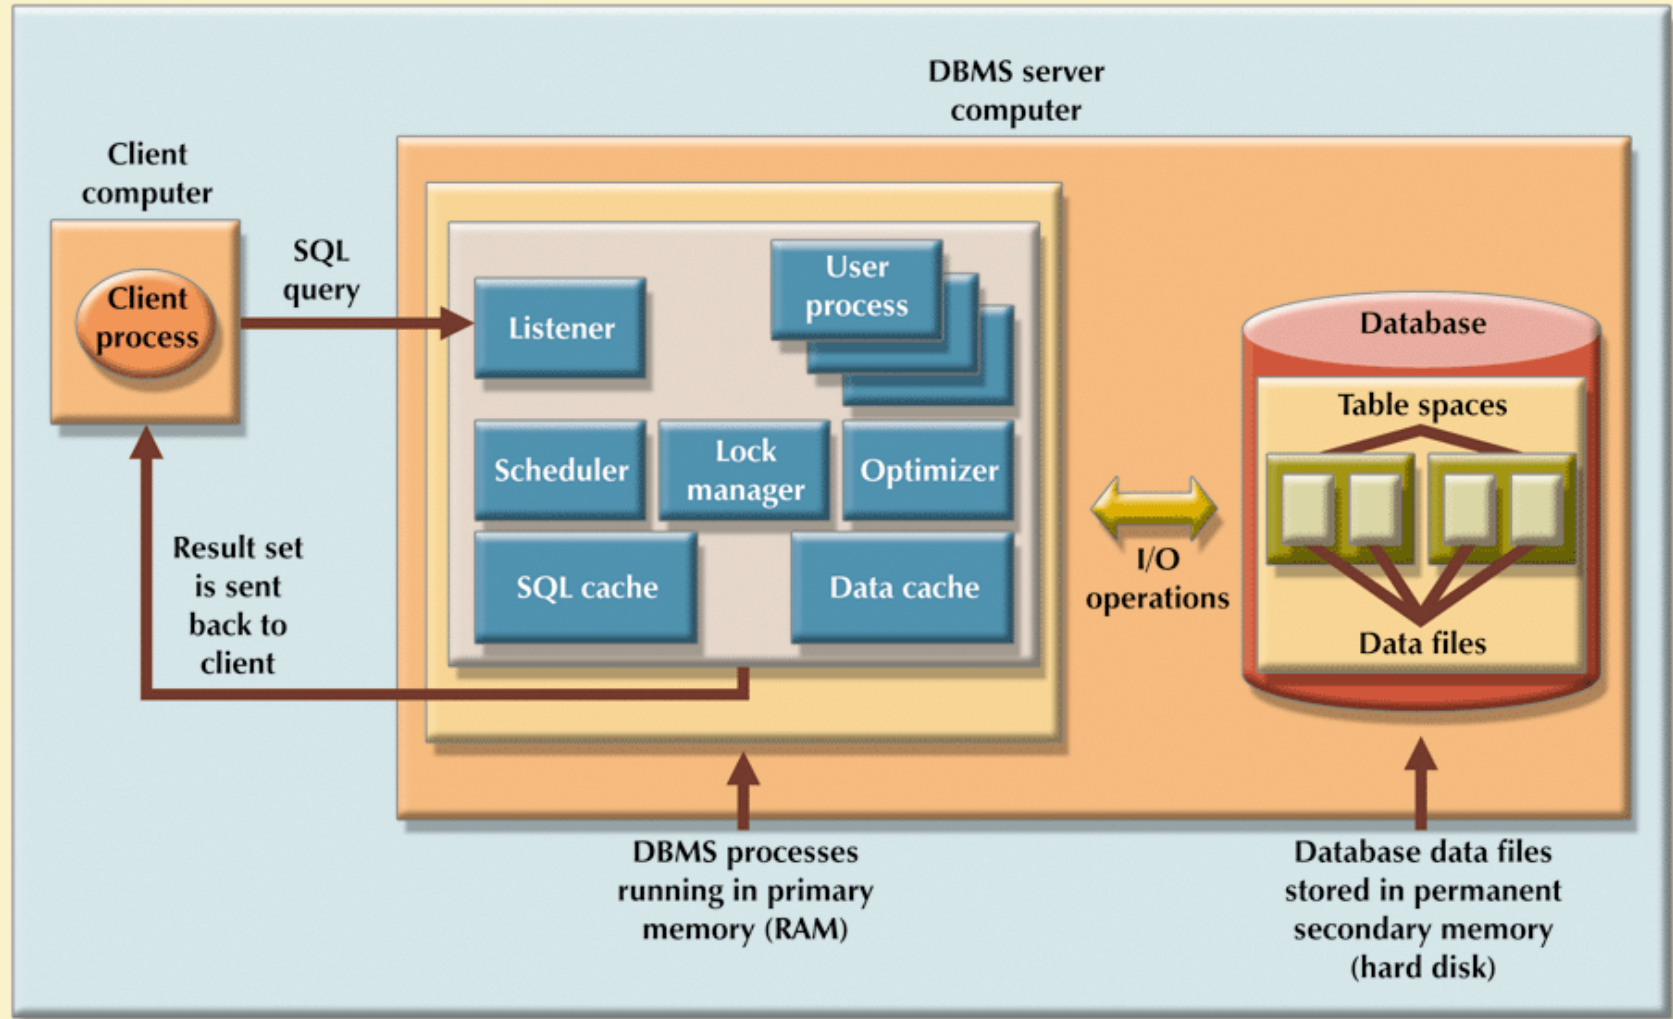 DBMS server
computer
Client
computer
SQL
query
Client
process
Listener
User
process
Database
Table spaces
Scheduler
Lock
manager
Optimizer
SQL cache
Data cache
I/O
operations
Data files
Result set
is sent
back to
client
DBMS processes
running in primary
memory (RAM)
Database data files
stored in permanent
secondary memory
(hard disk)